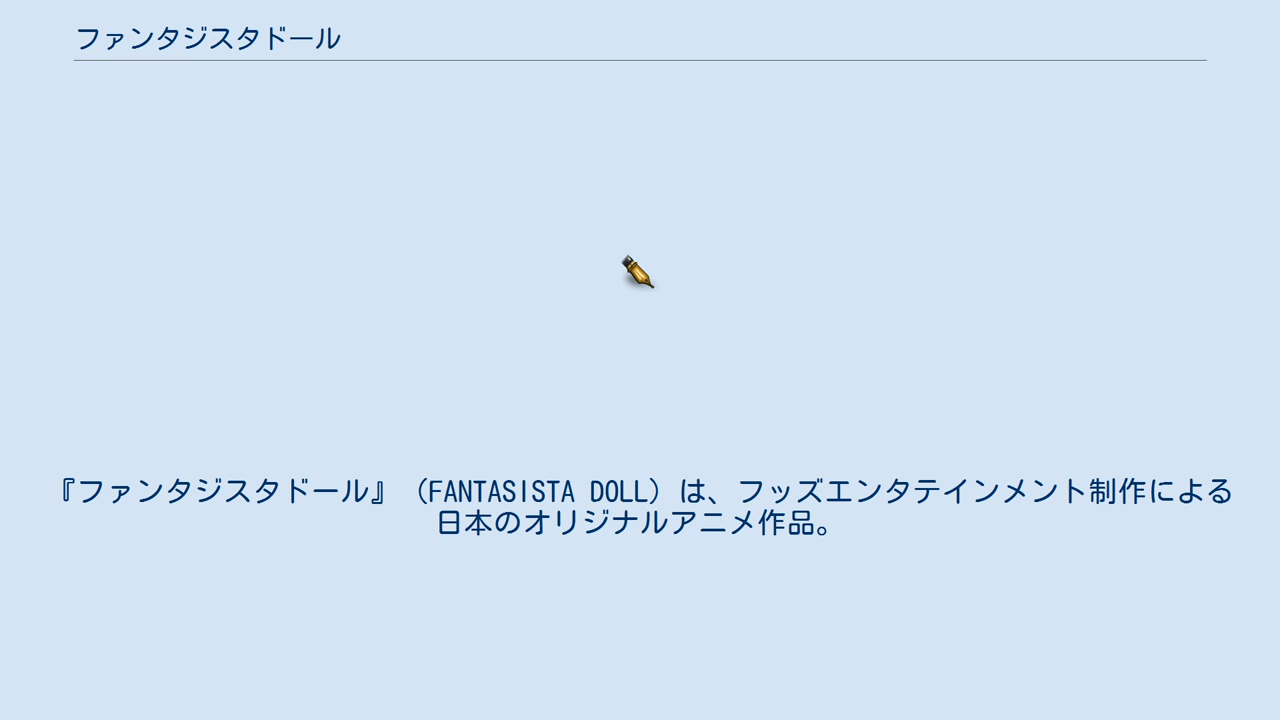 ファンタジスタドール
『ファンタジスタドール』（FANTASISTA DOLL）は、フッズエンタテインメント制作による
日本のオリジナルアニメ作品。